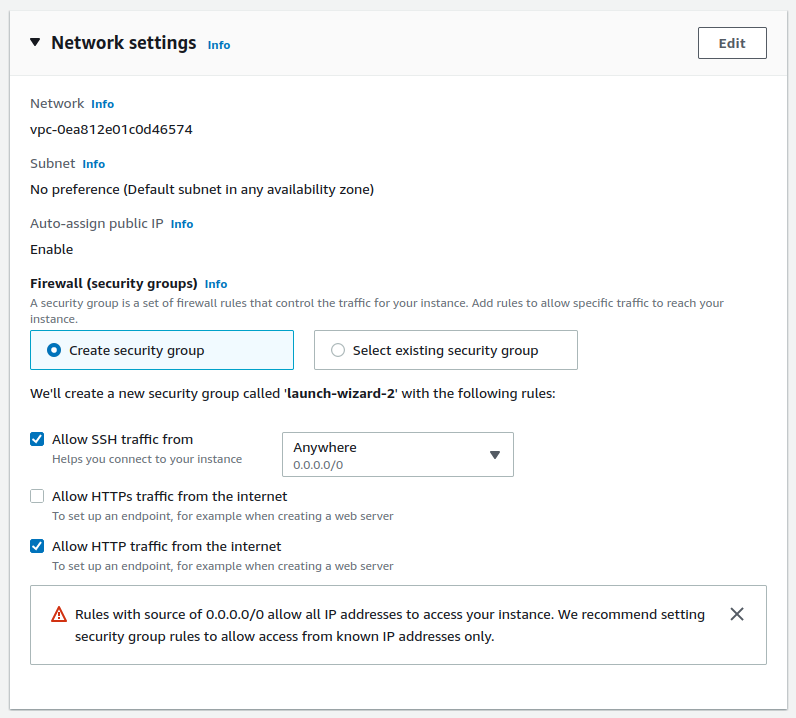 Network settings Info
Edit
Network Info
vpc-0ea812e01c0d46574
Subnet Info
No preference (Default subnet in any availability zone)
Auto-assign public IP Info
Enable
Firewall (security groups) Info
A security group is a set of firewall rules that control the traffic for your instance. Add rules to allow specific traffic to reach your
instance.
Create security group
Select existing security group
We'll create a new security group called 'launch-wizard-2' with the following rules:
Allow SSH traffic from
Helps you connect to your instance
Anywhere
0.0.0.0/0
Allow HTTPs traffic from the internet
To set up an endpoint, for example when creating a web server
Allow HTTP traffic from the internet
To set up an endpoint, for example when creating a web server
Rules with source of 0.0.0.0/0 allow all IP addresses to access your instance. We recommend setting
security group rules to allow access from known IP addresses only.